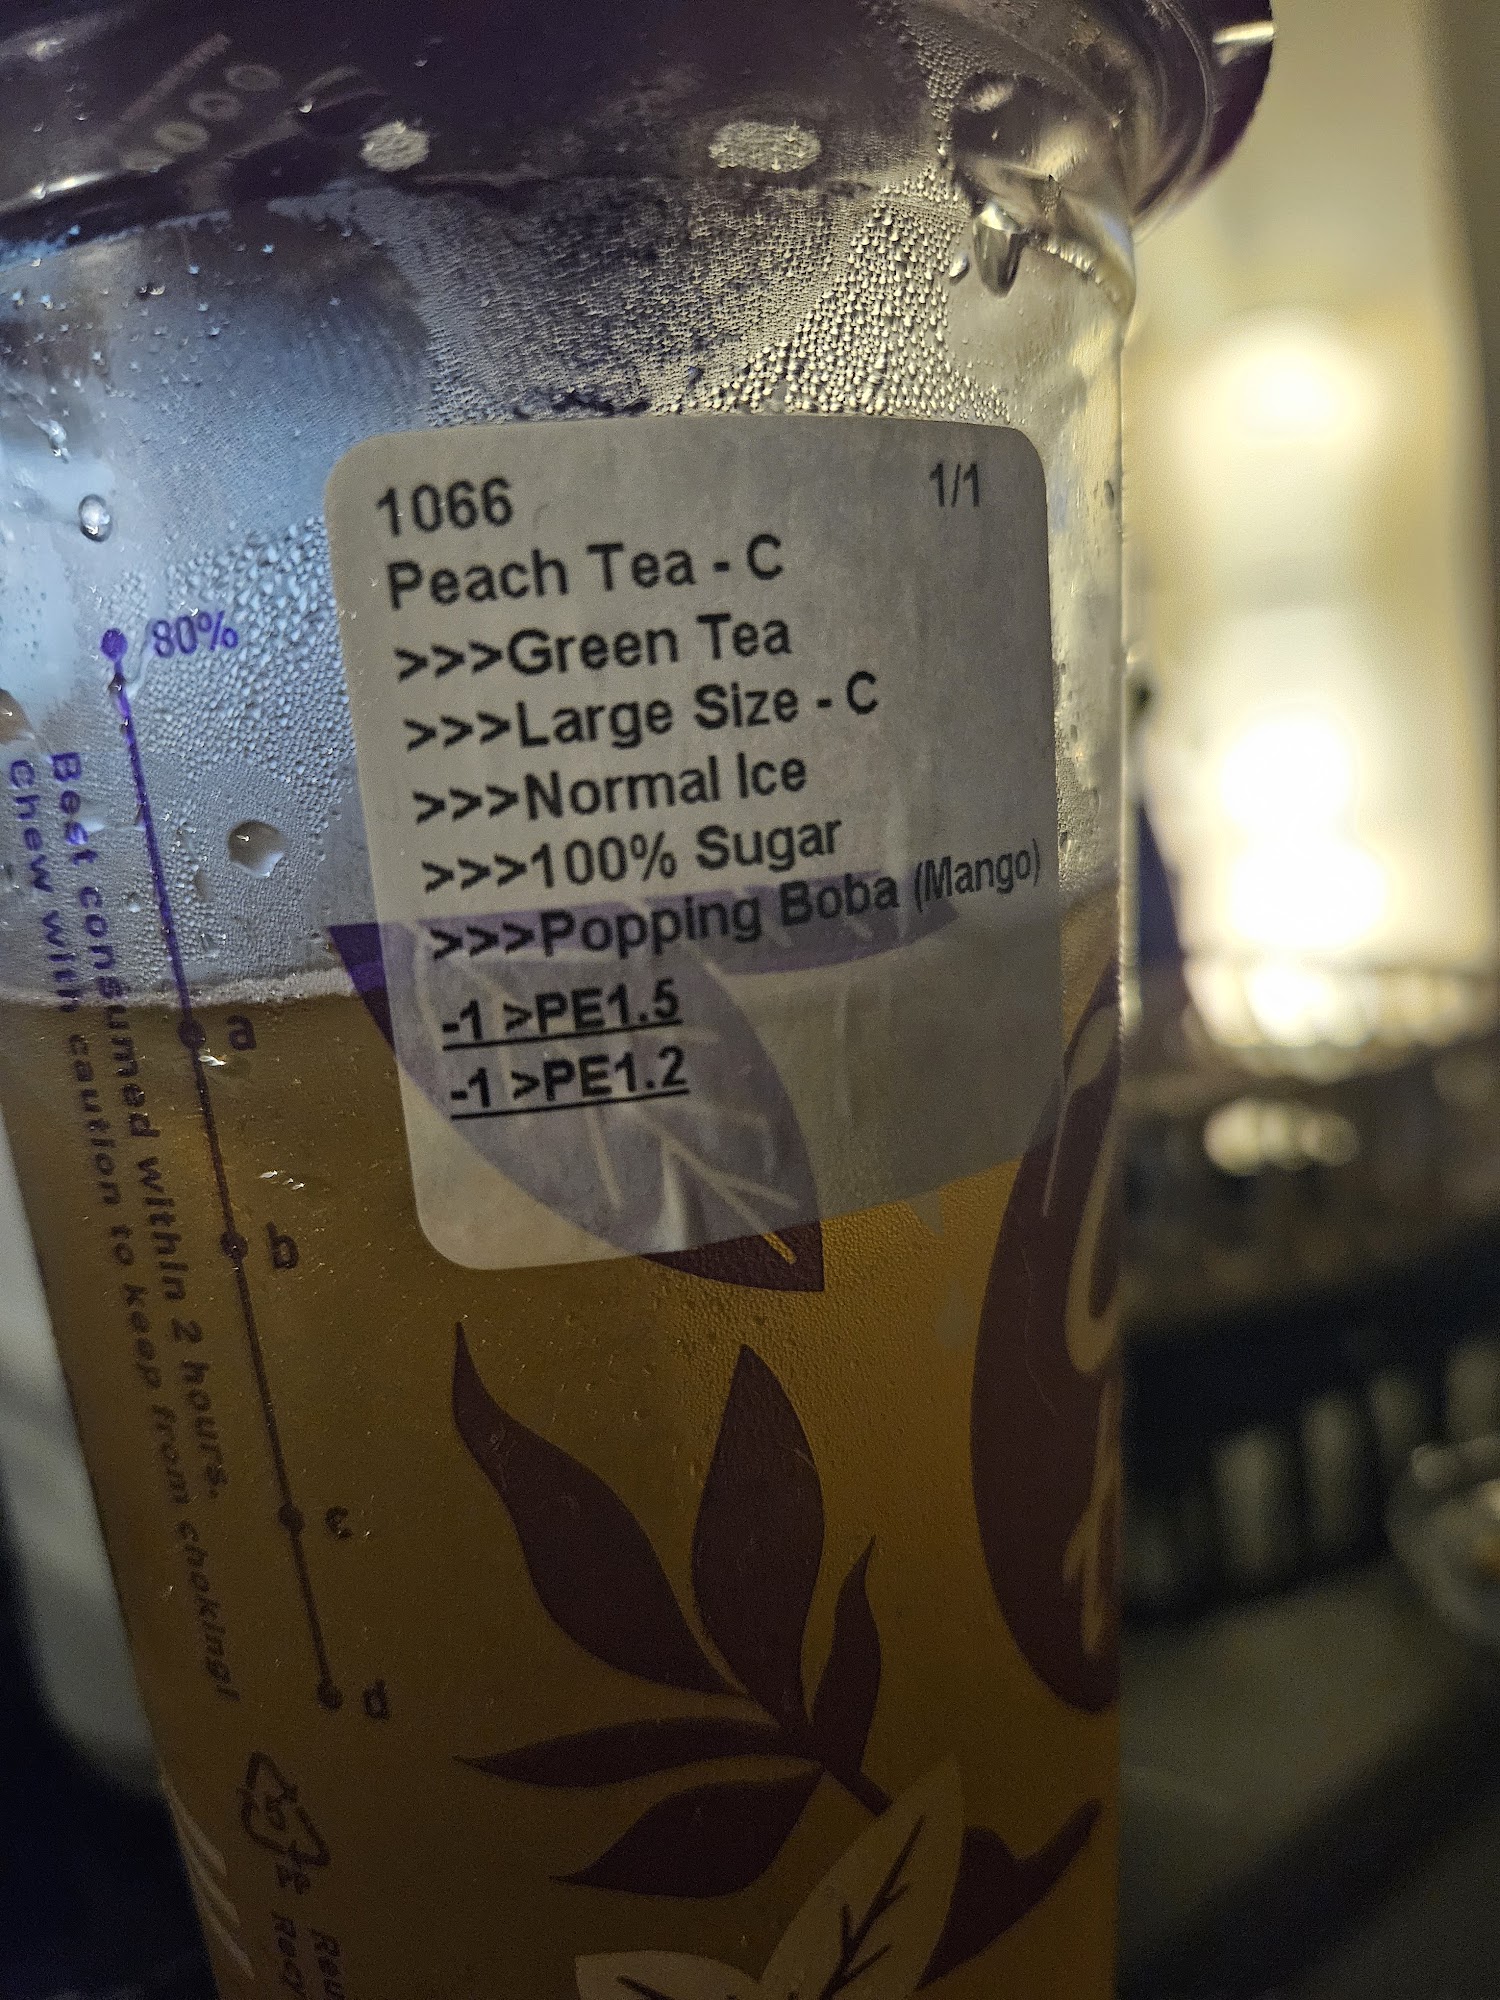 1066 1/1
Peach Tea - C
>>>Green Tea
>>>Large Size - C
>>>Normal Ice
>>>100% Sugar
>>>Popping Boba (Mango)
-1 >PE1.5
-1 >PE1.2
80%
a
b
c
d
Best consumed within 2 hours.
Chew with caution to keep from choking!